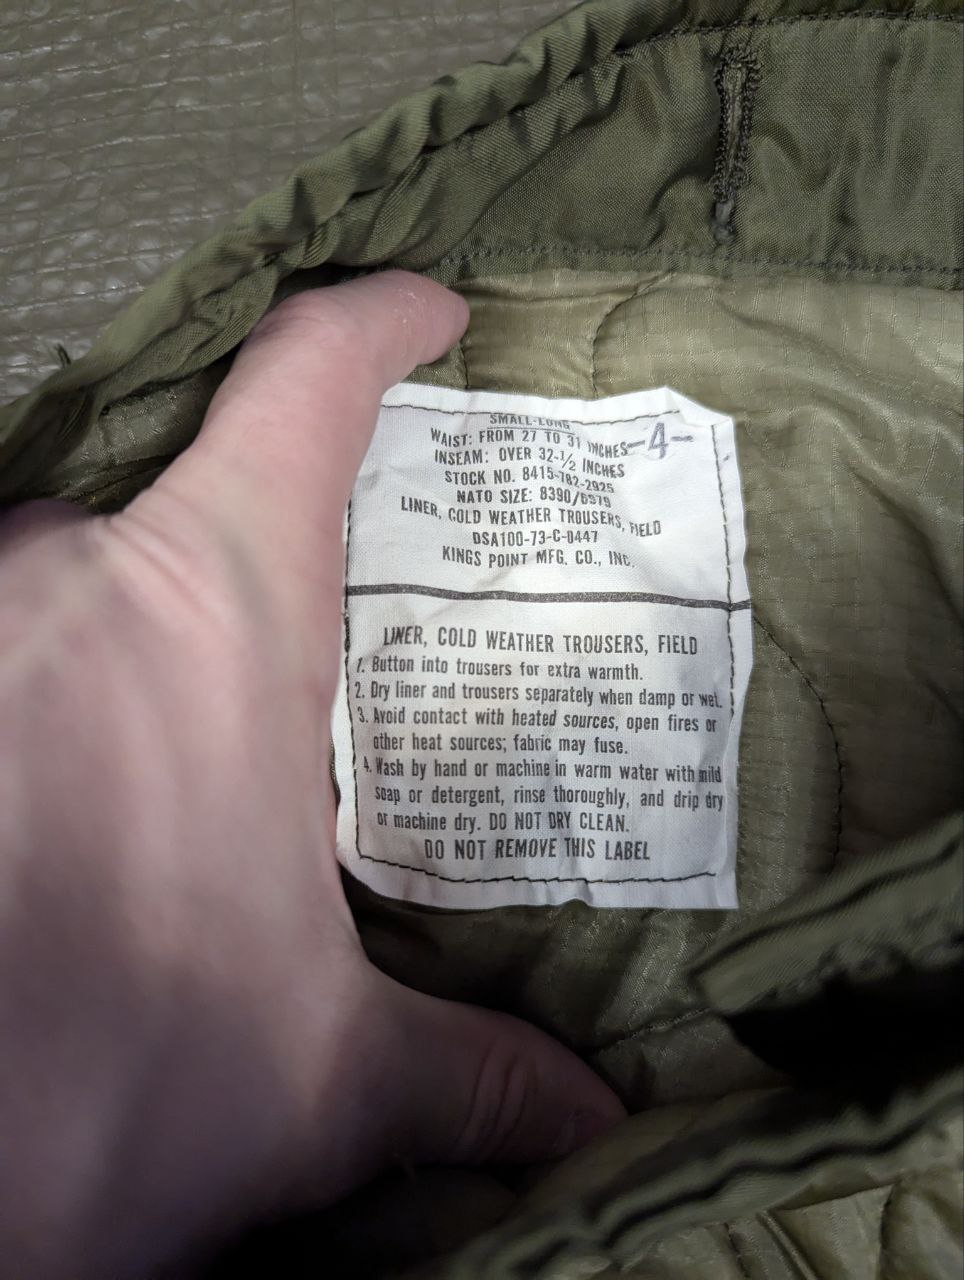 SMALL-LONG
WAIST: FROM 27 TO 31 INCHES -4-
INSEAM: OVER 32-1/2 INCHES
STOCK NO. 8415-782-2925
NATO SIZE: 8390/6979
LINER, COLD WEATHER TROUSERS, FIELD
DSA100-73-C-0447
KINGS POINT MFG. CO., INC.
LINER, COLD WEATHER TROUSERS, FIELD
1. Button into trousers for extra warmth.
2. Dry liner and trousers separately when damp or wet.
3. Avoid contact with heated sources, open fires or
other heat sources; fabric may fuse.
4. Wash by hand or machine in warm water with mild
soap or detergent, rinse thoroughly, and drip dry
or machine dry. DO NOT DRY CLEAN.
DO NOT REMOVE THIS LABEL